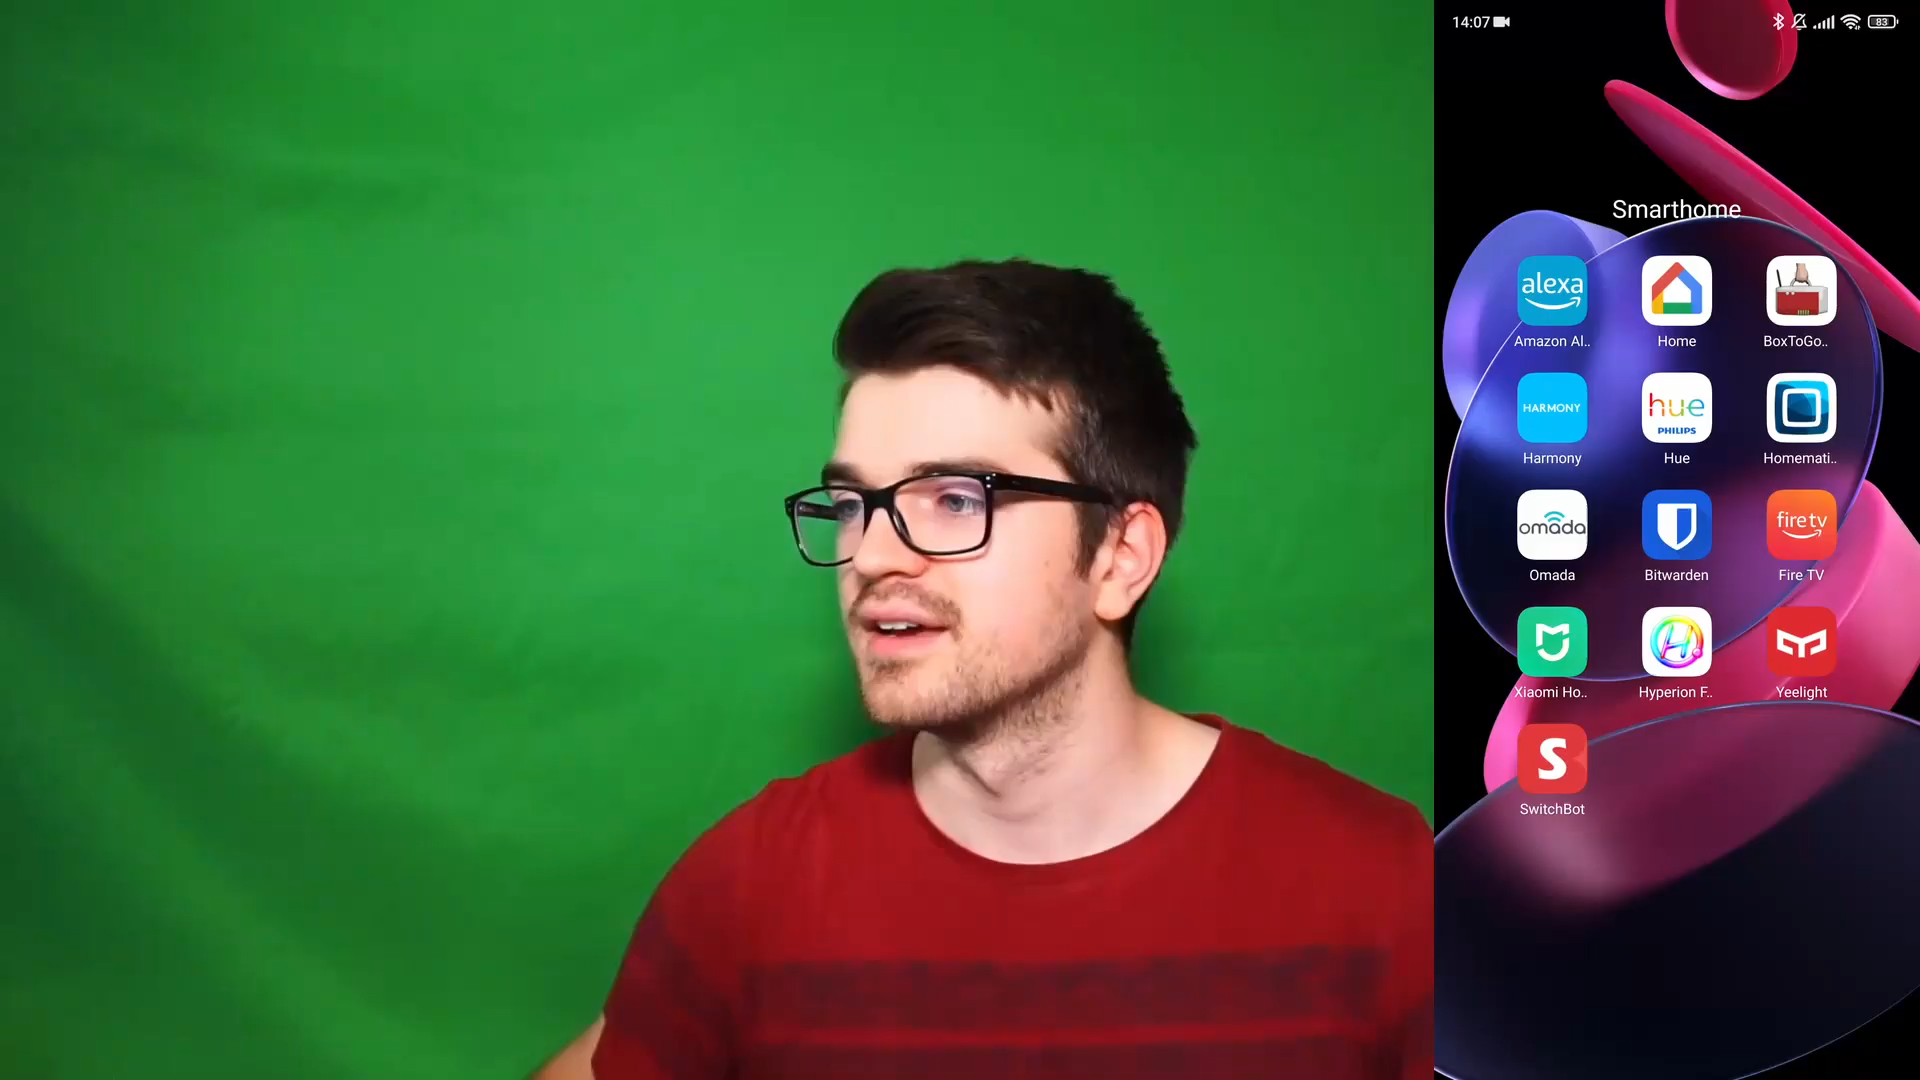 14:07
83
Smarthome
alexa
Amazon Al..
Home
BoxToGo..
HARMONY
Harmony
hue
PHILIPS
Hue
Homemati..
omada
Omada
Bitwarden
fire tv
Fire TV
Xiaomi Ho..
H
Hyperion F..
Yeelight
S
SwitchBot